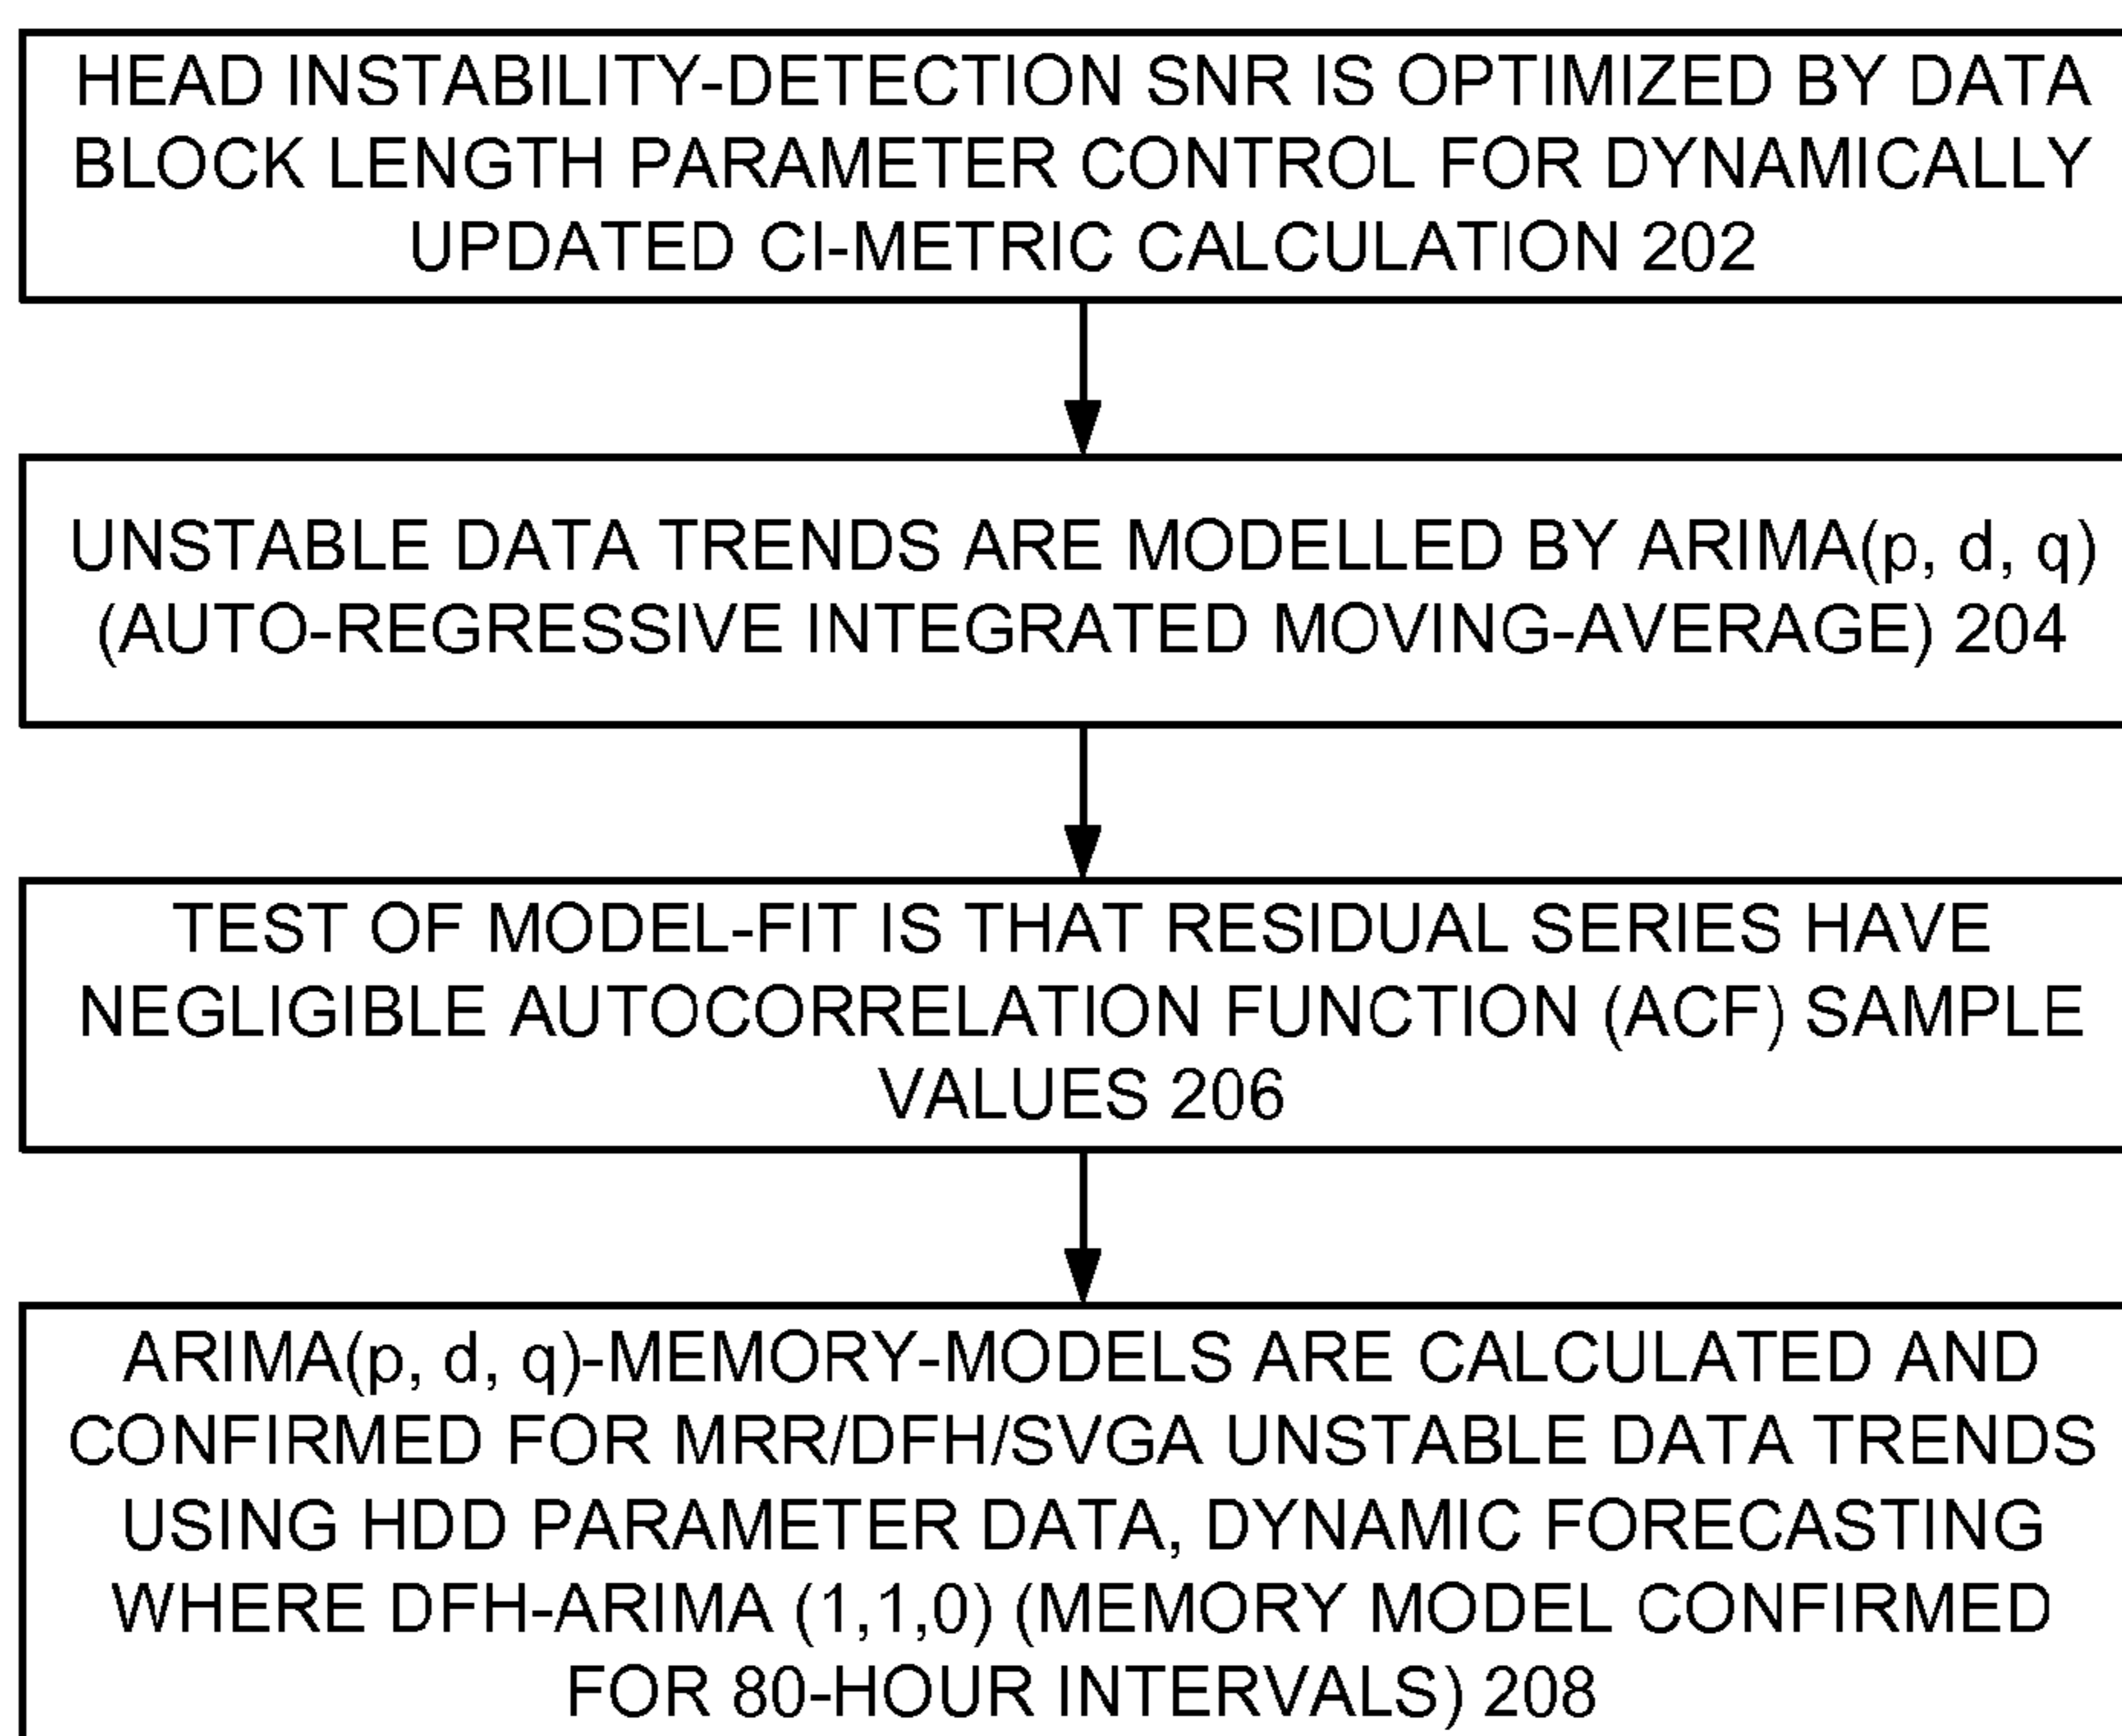 HEAD INSTABILITY-DETECTION SNR IS OPTIMIZED BY DATA
BLOCK LENGTH PARAMETER CONTROL FOR DYNAMICALLY
UPDATED CI-METRIC CALCULATION 202
UNSTABLE DATA TRENDS ARE MODELLED BY ARIMA(p, d, q)
(AUTO-REGRESSIVE INTEGRATED MOVING-AVERAGE) 204
TEST OF MODEL-FIT IS THAT RESIDUAL SERIES HAVE
NEGLIGIBLE AUTOCORRELATION FUNCTION (ACF) SAMPLE
VALUES 206
ARIMA(p, d, q)-MEMORY-MODELS ARE CALCULATED AND
CONFIRMED FOR MRR/DFH/SVGA UNSTABLE DATA TRENDS
USING HDD PARAMETER DATA, DYNAMIC FORECASTING
WHERE DFH-ARIMA (1,1,0) (MEMORY MODEL CONFIRMED
FOR 80-HOUR INTERVALS) 208